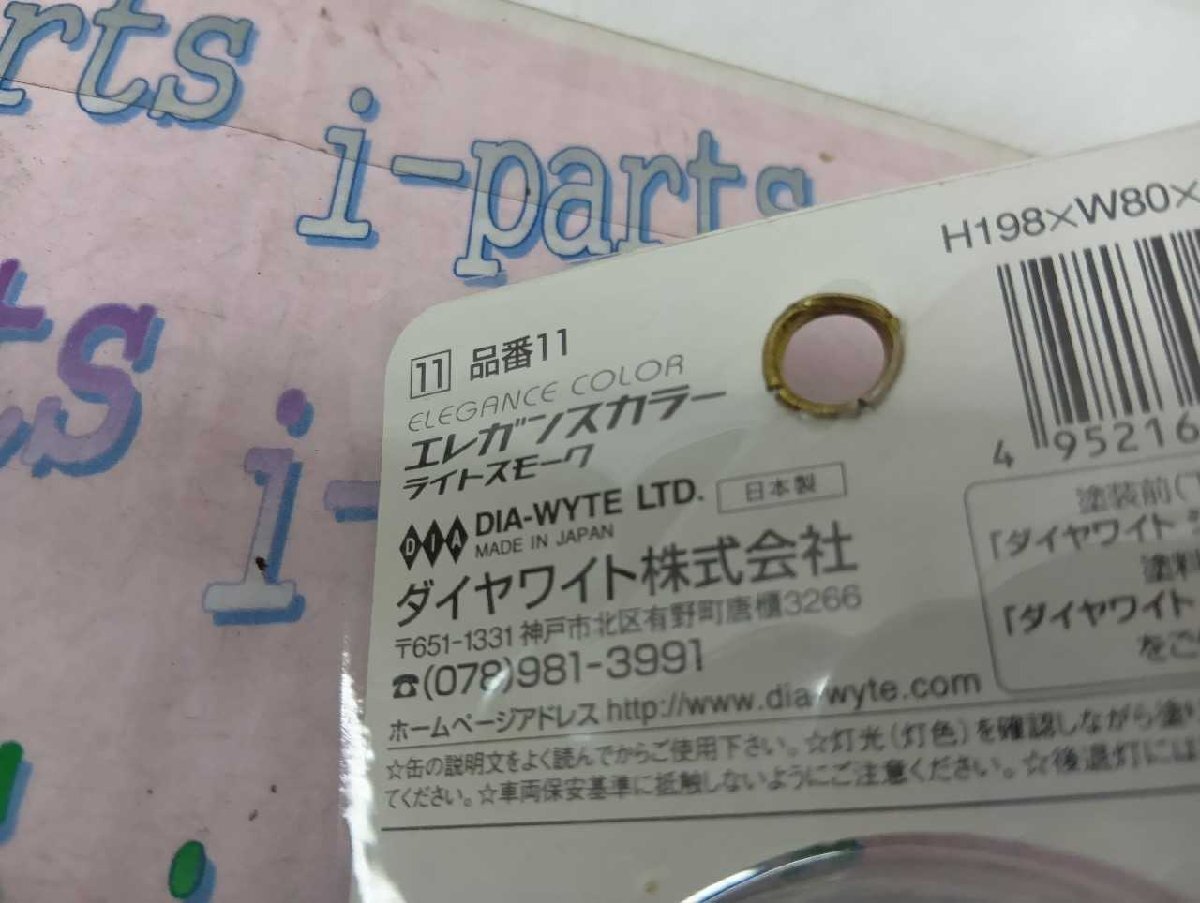 rts
i-parts
ts
i-
H198×W80×
11 品番11
ELEGANCE COLOR
エレガンスカラー
ライトスモーク
DIA DIA-WYTE LTD. 日本製
MADE IN JAPAN
ダイヤワイト株式会社
〒651-1331 神戸市北区有野町唐櫃3266
☎(078)981-3991
ホームページアドレス http://www.dia-wyte.com
☆缶の説明文をよく読んでからご使用下さい。☆灯光(灯色)を確認しながら塗
てください。☆車両保安基準に抵触しないようにご注意ください。☆後退灯には
4 95216
塗装前(
「ダイヤワイト
塗料
「ダイヤワイト
をご